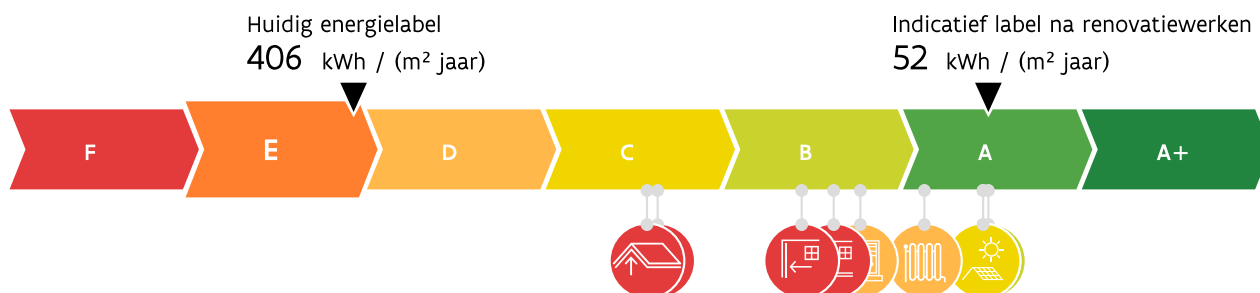 Huidig energielabel
406 kWh / (m² jaar)
Indicatief label na renovatiewerken
52 kWh / (m² jaar)
F E D C B A A+